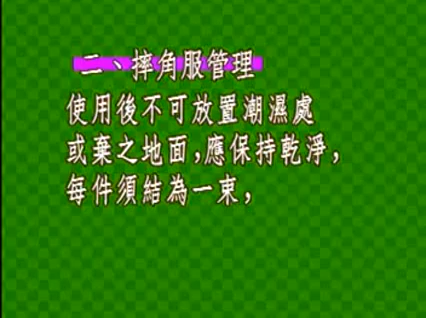 二、摔角服管理
使用後不可放置潮濕處
或棄之地面,應保持乾淨,
每件須結為一束,